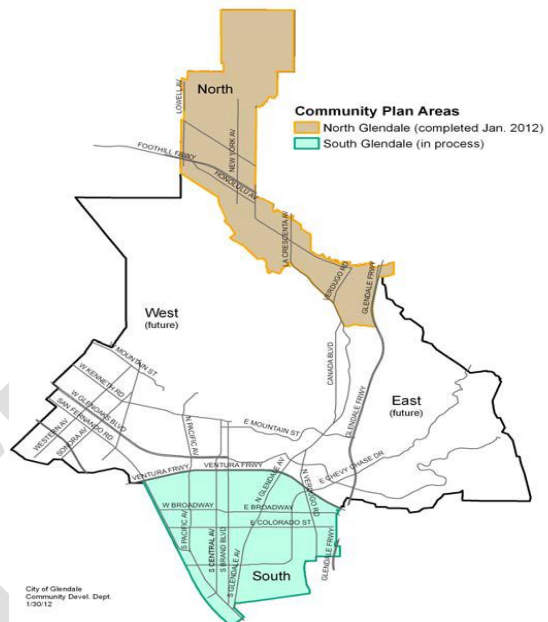 North
LOWELL AV
NEW YORK AV
Community Plan Areas
North Glendale (completed Jan. 2012)
South Glendale (in process)
FOOTHILL FRWY
HONOLULU AV
LA CRESCENTA AV
VERDUGO RD
GLENDALE FRWY
West
(future)
MOUNTAIN ST
W KENNETH RD
W GLENOAKS BLVD
SAN FERNANDO RD
WESTERN AV
SONORA AV
CANADA BLVD
East
(future)
N PACIFIC AV
E MOUNTAIN ST
GLENDALE FRWY
VENTURA FRWY
VENTURA FRWY
N GLENDALE AV
N VERDUGO RD
E CHEVY CHASE DR
W BROADWAY
E BROADWAY
E COLORADO ST
S PACIFIC AV
S CENTRAL AV
S BRAND BLVD
S GLENDALE AV
GLENDALE FRWY
South
City of Glendale
Community Devel. Dept.
1/30/12